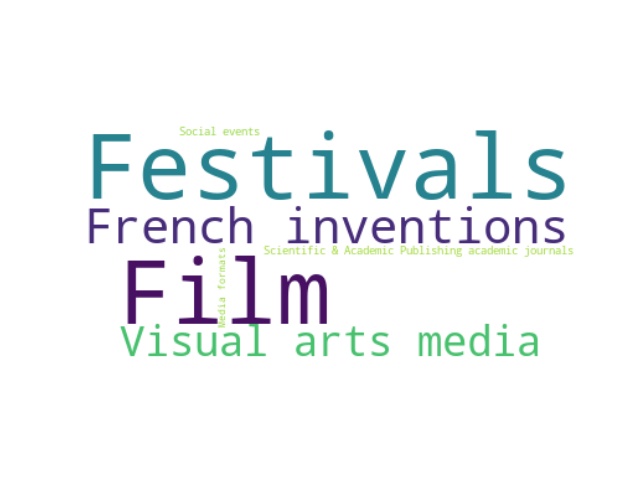 Social events
Festivals
French inventions
Scientific & Academic Publishing academic journals
Media formats
Film
Visual arts media